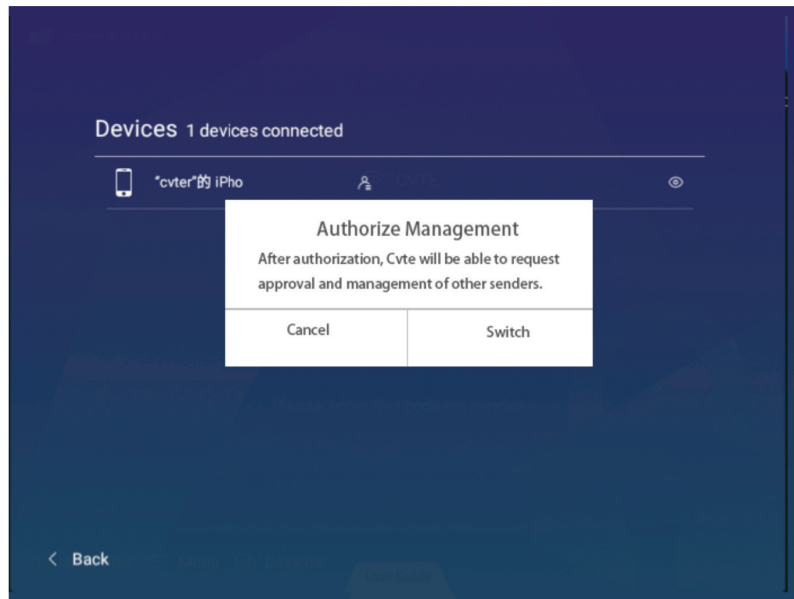 Devices 1 devices connected
"cvter"的 iPho
CVTE
Authorize Management
After authorization, Cvte will be able to request
approval and management of other senders.
Cancel
Switch
Back